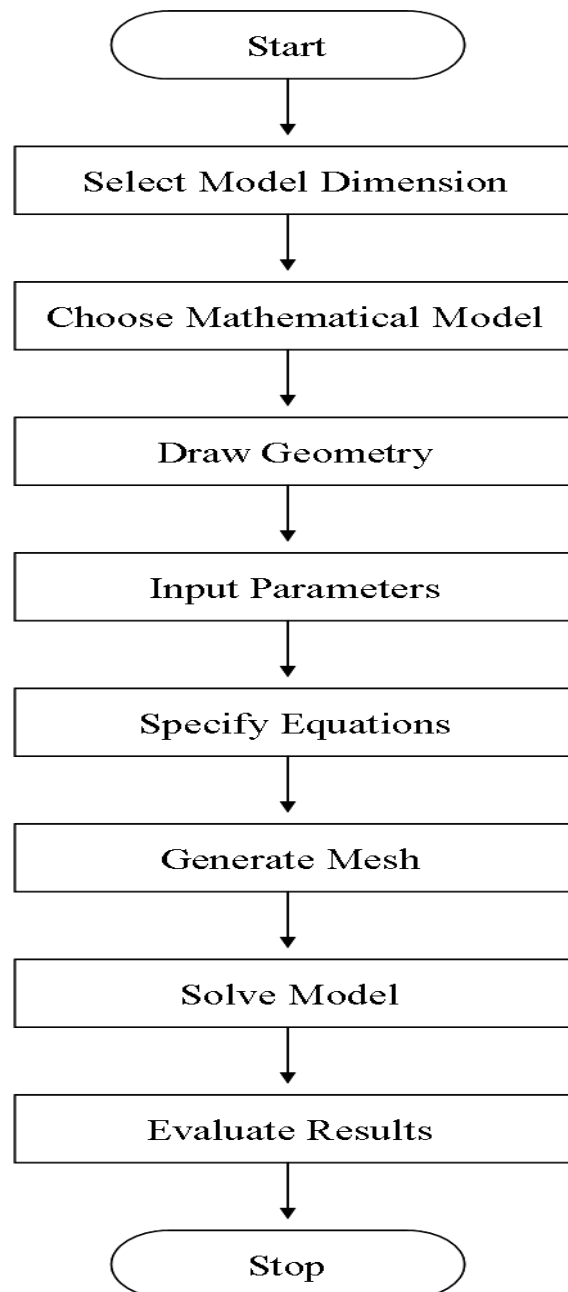 Start
Select Model Dimension
Choose Mathematical Model
Draw Geometry
Input Parameters
Specify Equations
Generate Mesh
Solve Model
Evaluate Results
Stop